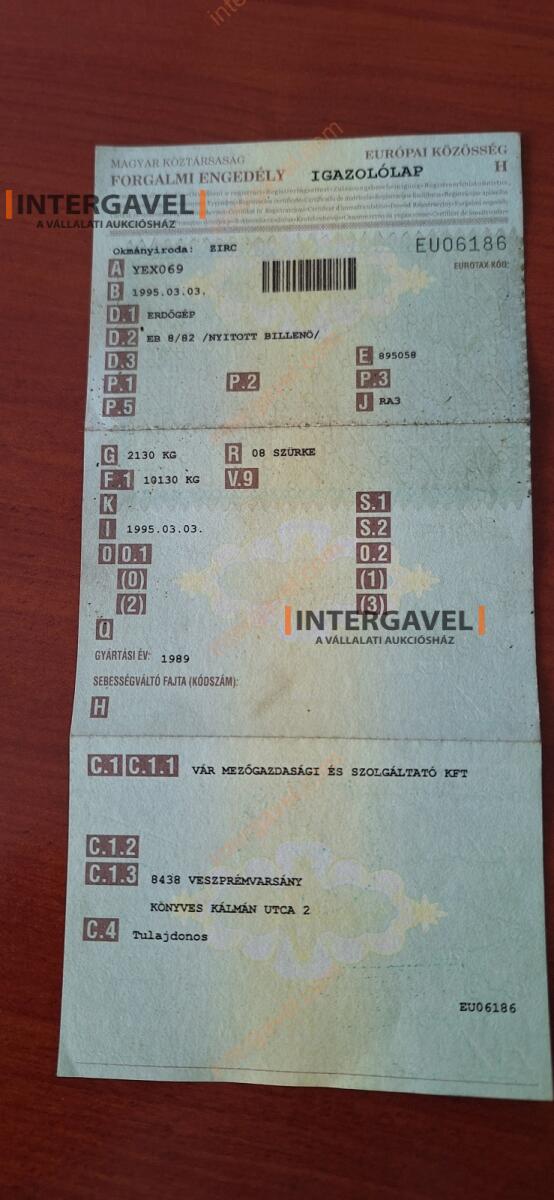 MAGYAR KÖZTÁRSASÁG
EURÓPAI KÖZÖSSÉG
FORGALMI ENGEDÉLY IGAZOLÓLAP H
INTERGAVEL
A VÁLLALATI AUKCIÓSHÁZ
Okmányiroda: ZIRC
EU06186
EUROTAX KÓD:
A YEX069
B 1995.03.03.
D.1 ERDŐGÉP
D.2 EB 8/82 /NYITOTT BILLENŐ/
D.3 E 895058
P.1 P.2 P.3
P.5 J RA3
G 2130 KG R 08 SZÜRKE
F.1 10130 KG V.9
K S.1
I 1995.03.03. S.2
O O.1 O.2
(0) (1)
(2) (3)
INTERGAVEL
A VÁLLALATI AUKCIÓSHÁZ
Q
GYÁRTÁSI ÉV: 1989
SEBESSÉGVÁLTÓ FAJTA (KÓDSZÁM):
H
C.1 C.1.1 VÁR MEZŐGAZDASÁGI ÉS SZOLGÁLTATÓ KFT
C.1.2
C.1.3 8438 VESZPRÉMVARSÁNY
KÖNYVES KÁLMÁN UTCA 2
C.4 Tulajdonos
EU06186